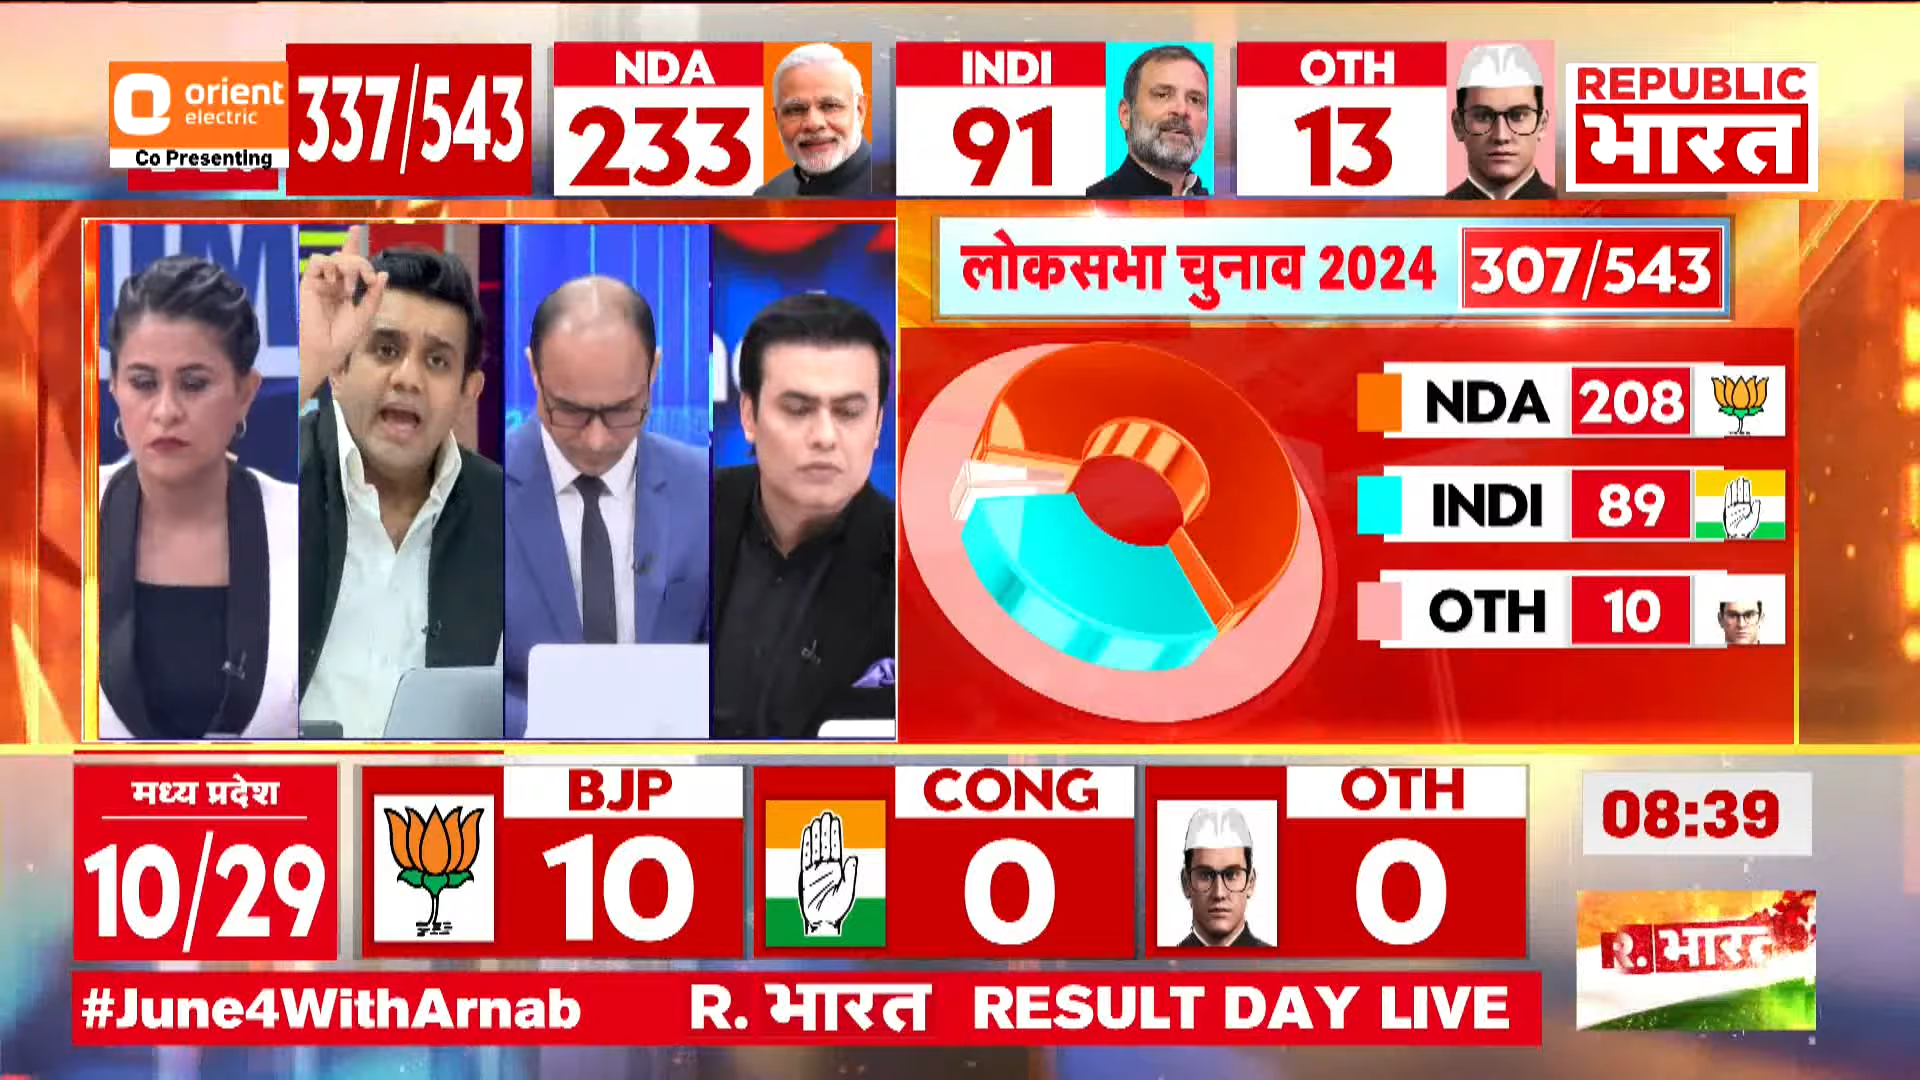 orient
electric
Co Presenting
337/543
NDA
233
INDI
91
OTH
13
REPUBLIC
भारत
लोकसभा चुनाव 2024
307/543
NDA 208
INDI 89
OTH 10
मध्य प्रदेश
10/29
BJP
10
CONG
0
OTH
0
08:39
R. भारत
#June4WithArnab
R. भारत RESULT DAY LIVE